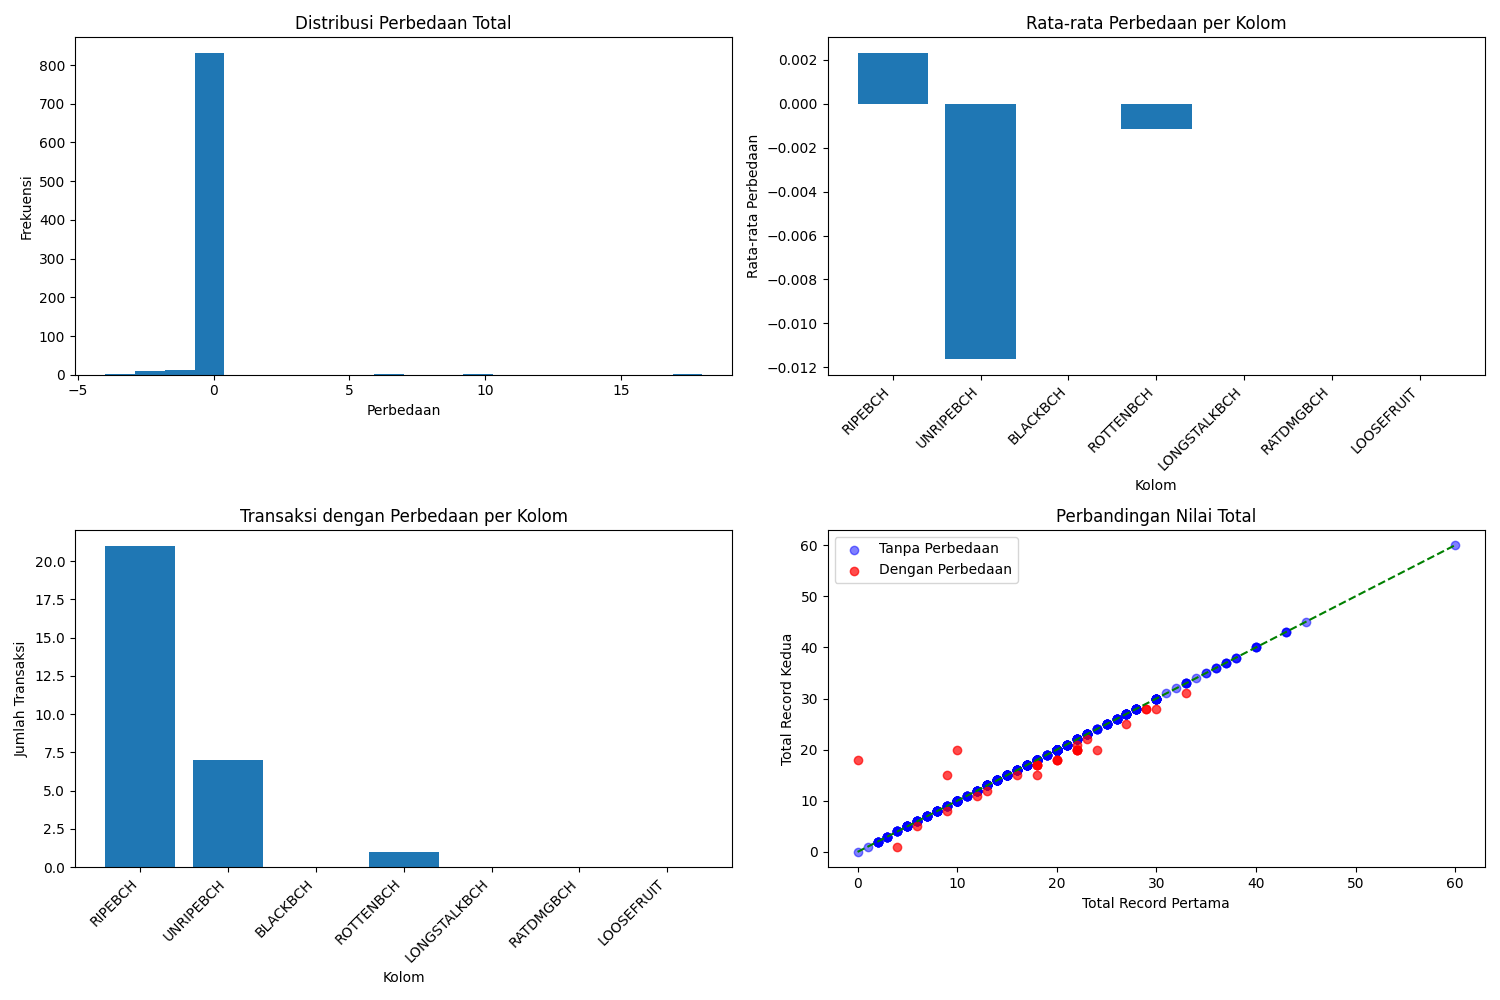 Distribusi Perbedaan Total
800
700
600
500
400
300
200
100
0
Frekuensi
−5
0
5
10
15
Perbedaan
Rata-rata Perbedaan per Kolom
0.002
0.000
−0.002
−0.004
−0.006
−0.008
−0.010
−0.012
Rata-rata Perbedaan
RIPEBCH
UNRIPEBCH
BLACKBCH
ROTTENBCH
LONGSTALKBCH
RATDMGBCH
LOOSEFRUIT
Kolom
Transaksi dengan Perbedaan per Kolom
20.0
17.5
15.0
12.5
10.0
7.5
5.0
2.5
0.0
Jumlah Transaksi
RIPEBCH
UNRIPEBCH
BLACKBCH
ROTTENBCH
LONGSTALKBCH
RATDMGBCH
LOOSEFRUIT
Kolom
Perbandingan Nilai Total
Tanpa Perbedaan
Dengan Perbedaan
60
50
40
30
20
10
0
Total Record Kedua
0
10
20
30
40
50
60
Total Record Pertama